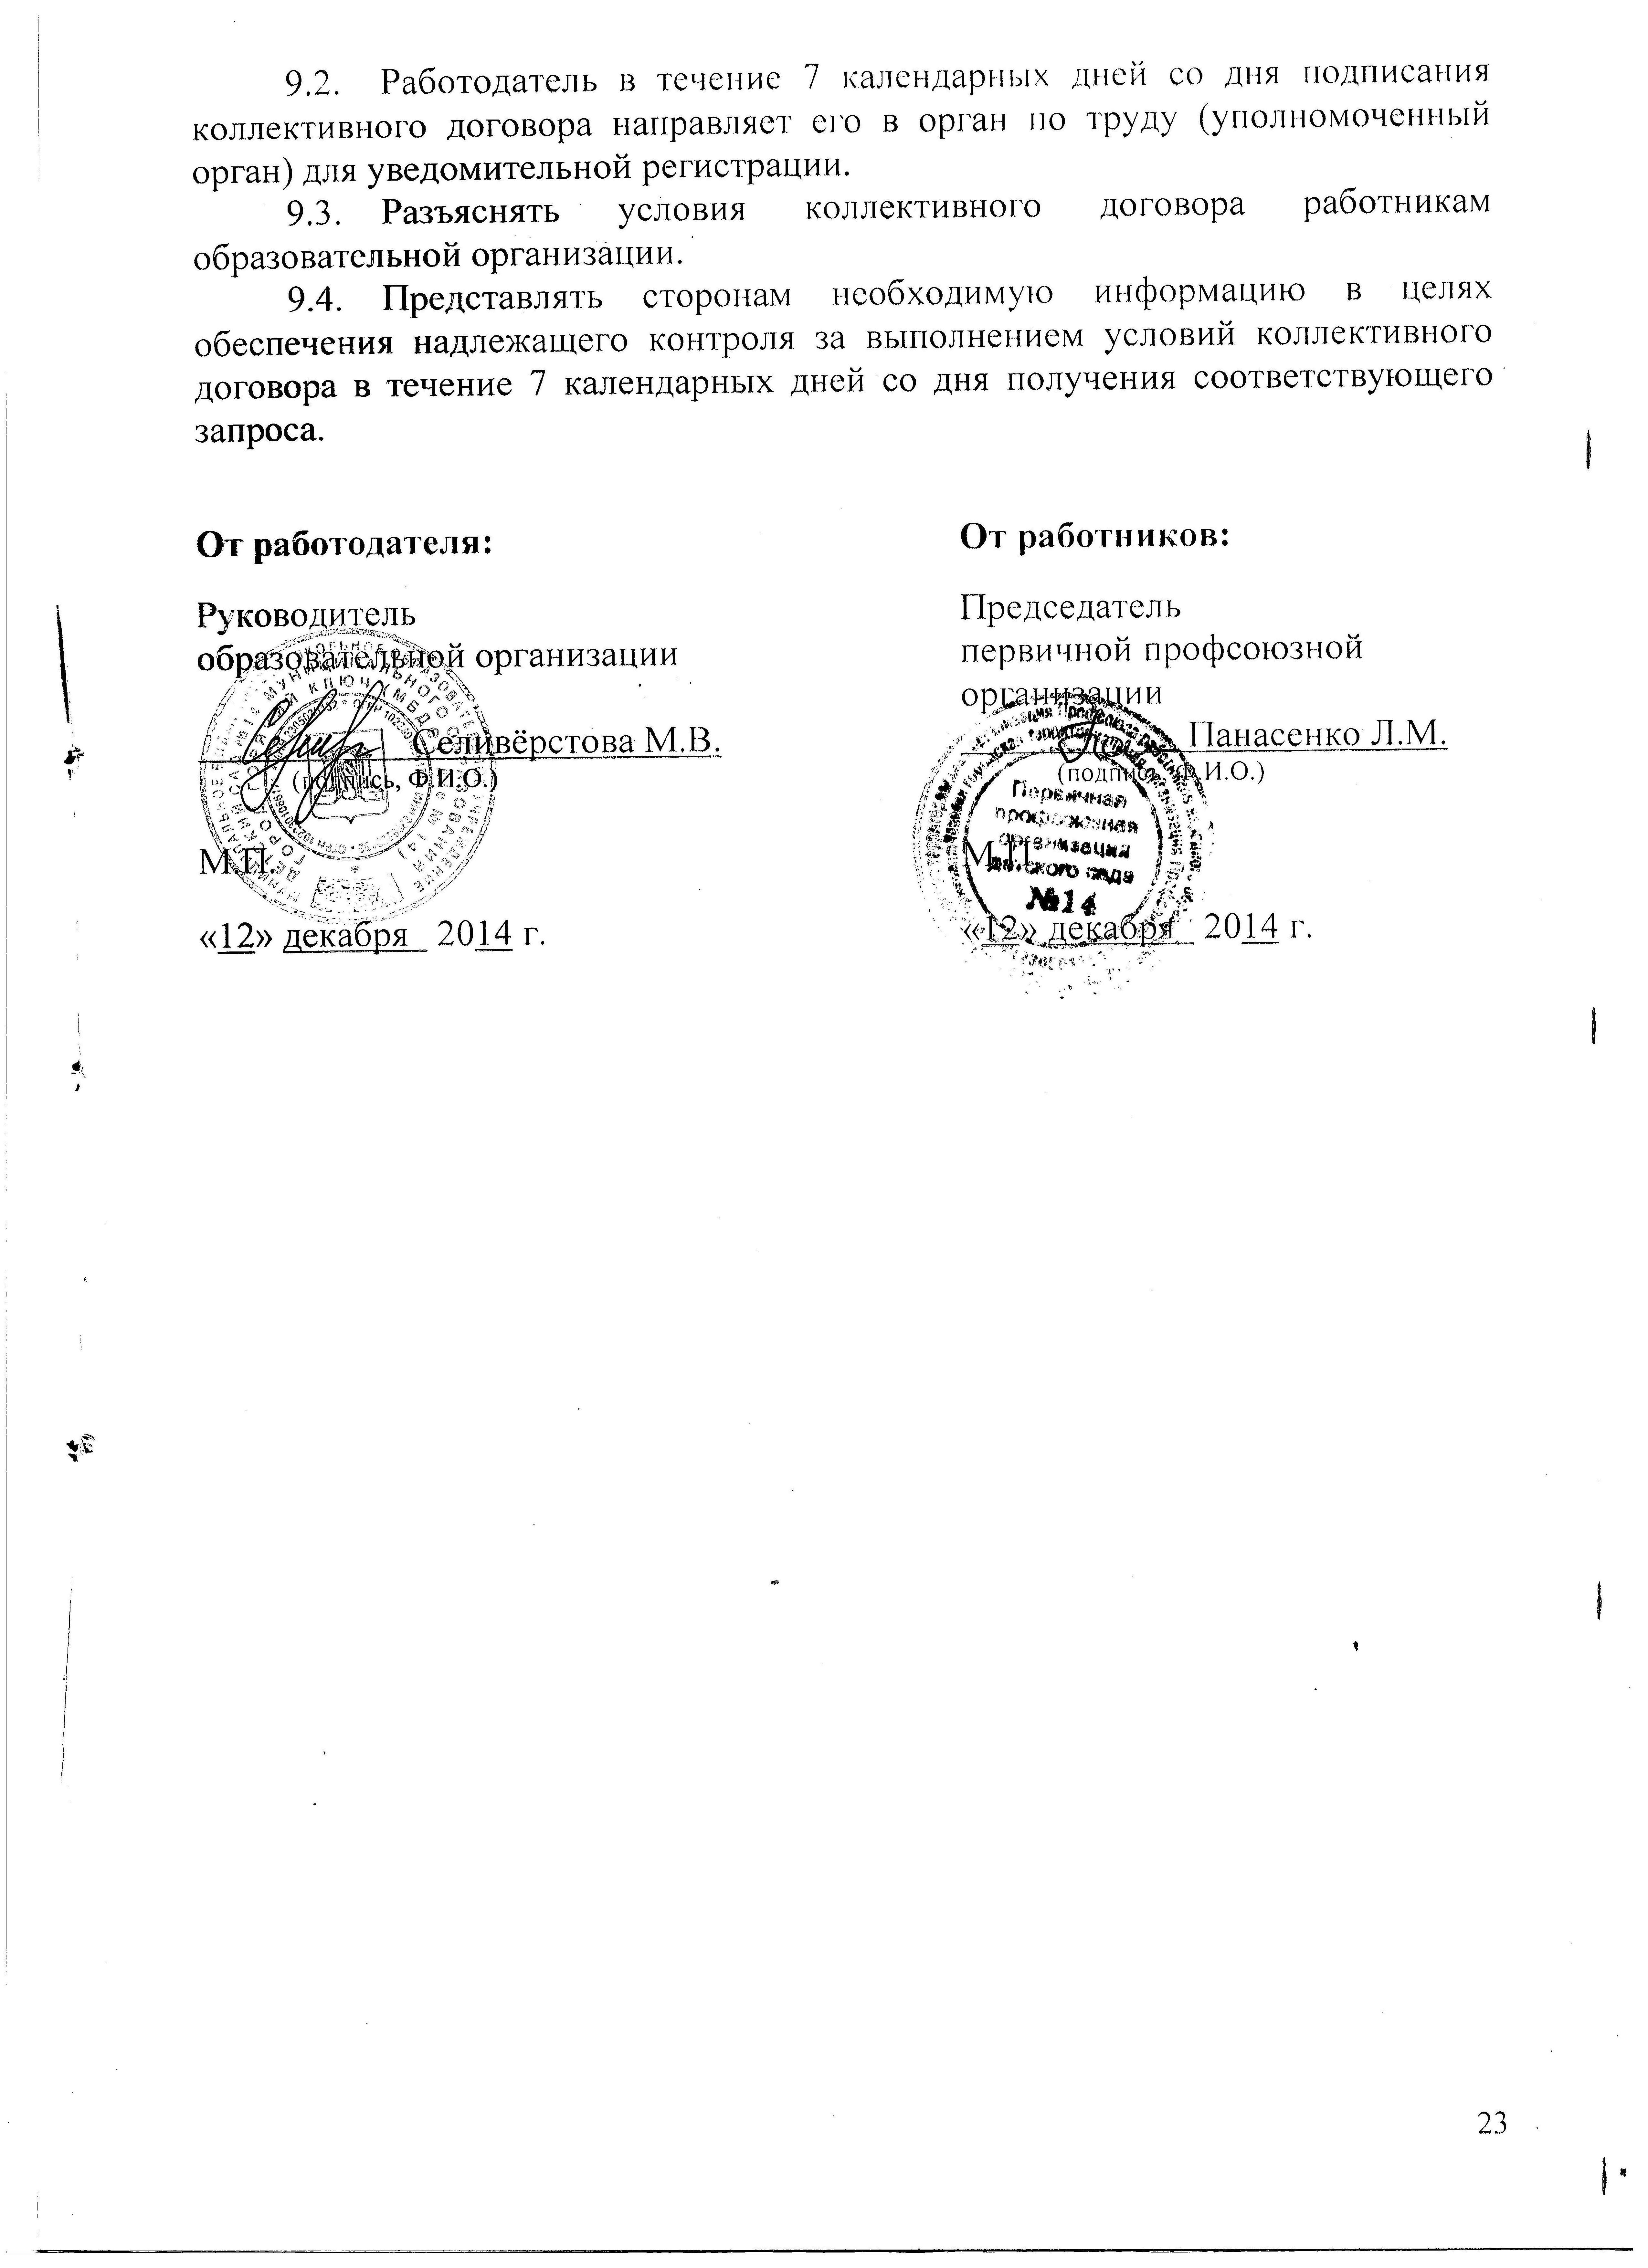 9.2. Работодатель в течение 7 календарных дней со дня подписания
коллективного договора направляет его в орган по труду (уполномоченный
орган) для уведомительной регистрации.
9.3. Разъяснять условия коллективного договора работникам
образовательной организации.
9.4. Представлять сторонам необходимую информацию в целях
обеспечения надлежащего контроля за выполнением условий коллективного
договора в течение 7 календарных дней со дня получения соответствующего
запроса.
От работодателя:
Руководитель
образовательной организации
Селивёрстова М.В.
(подпись, Ф.И.О.)
М.П.
«12» декабря 2014 г.
От работников:
Председатель
первичной профсоюзной
организации
Панасенко Л.М.
(подпись, Ф.И.О.)
М.П.
«12» декабря 2014 г.
Первичная
профсоюзная
организация
детского сада
№14
23